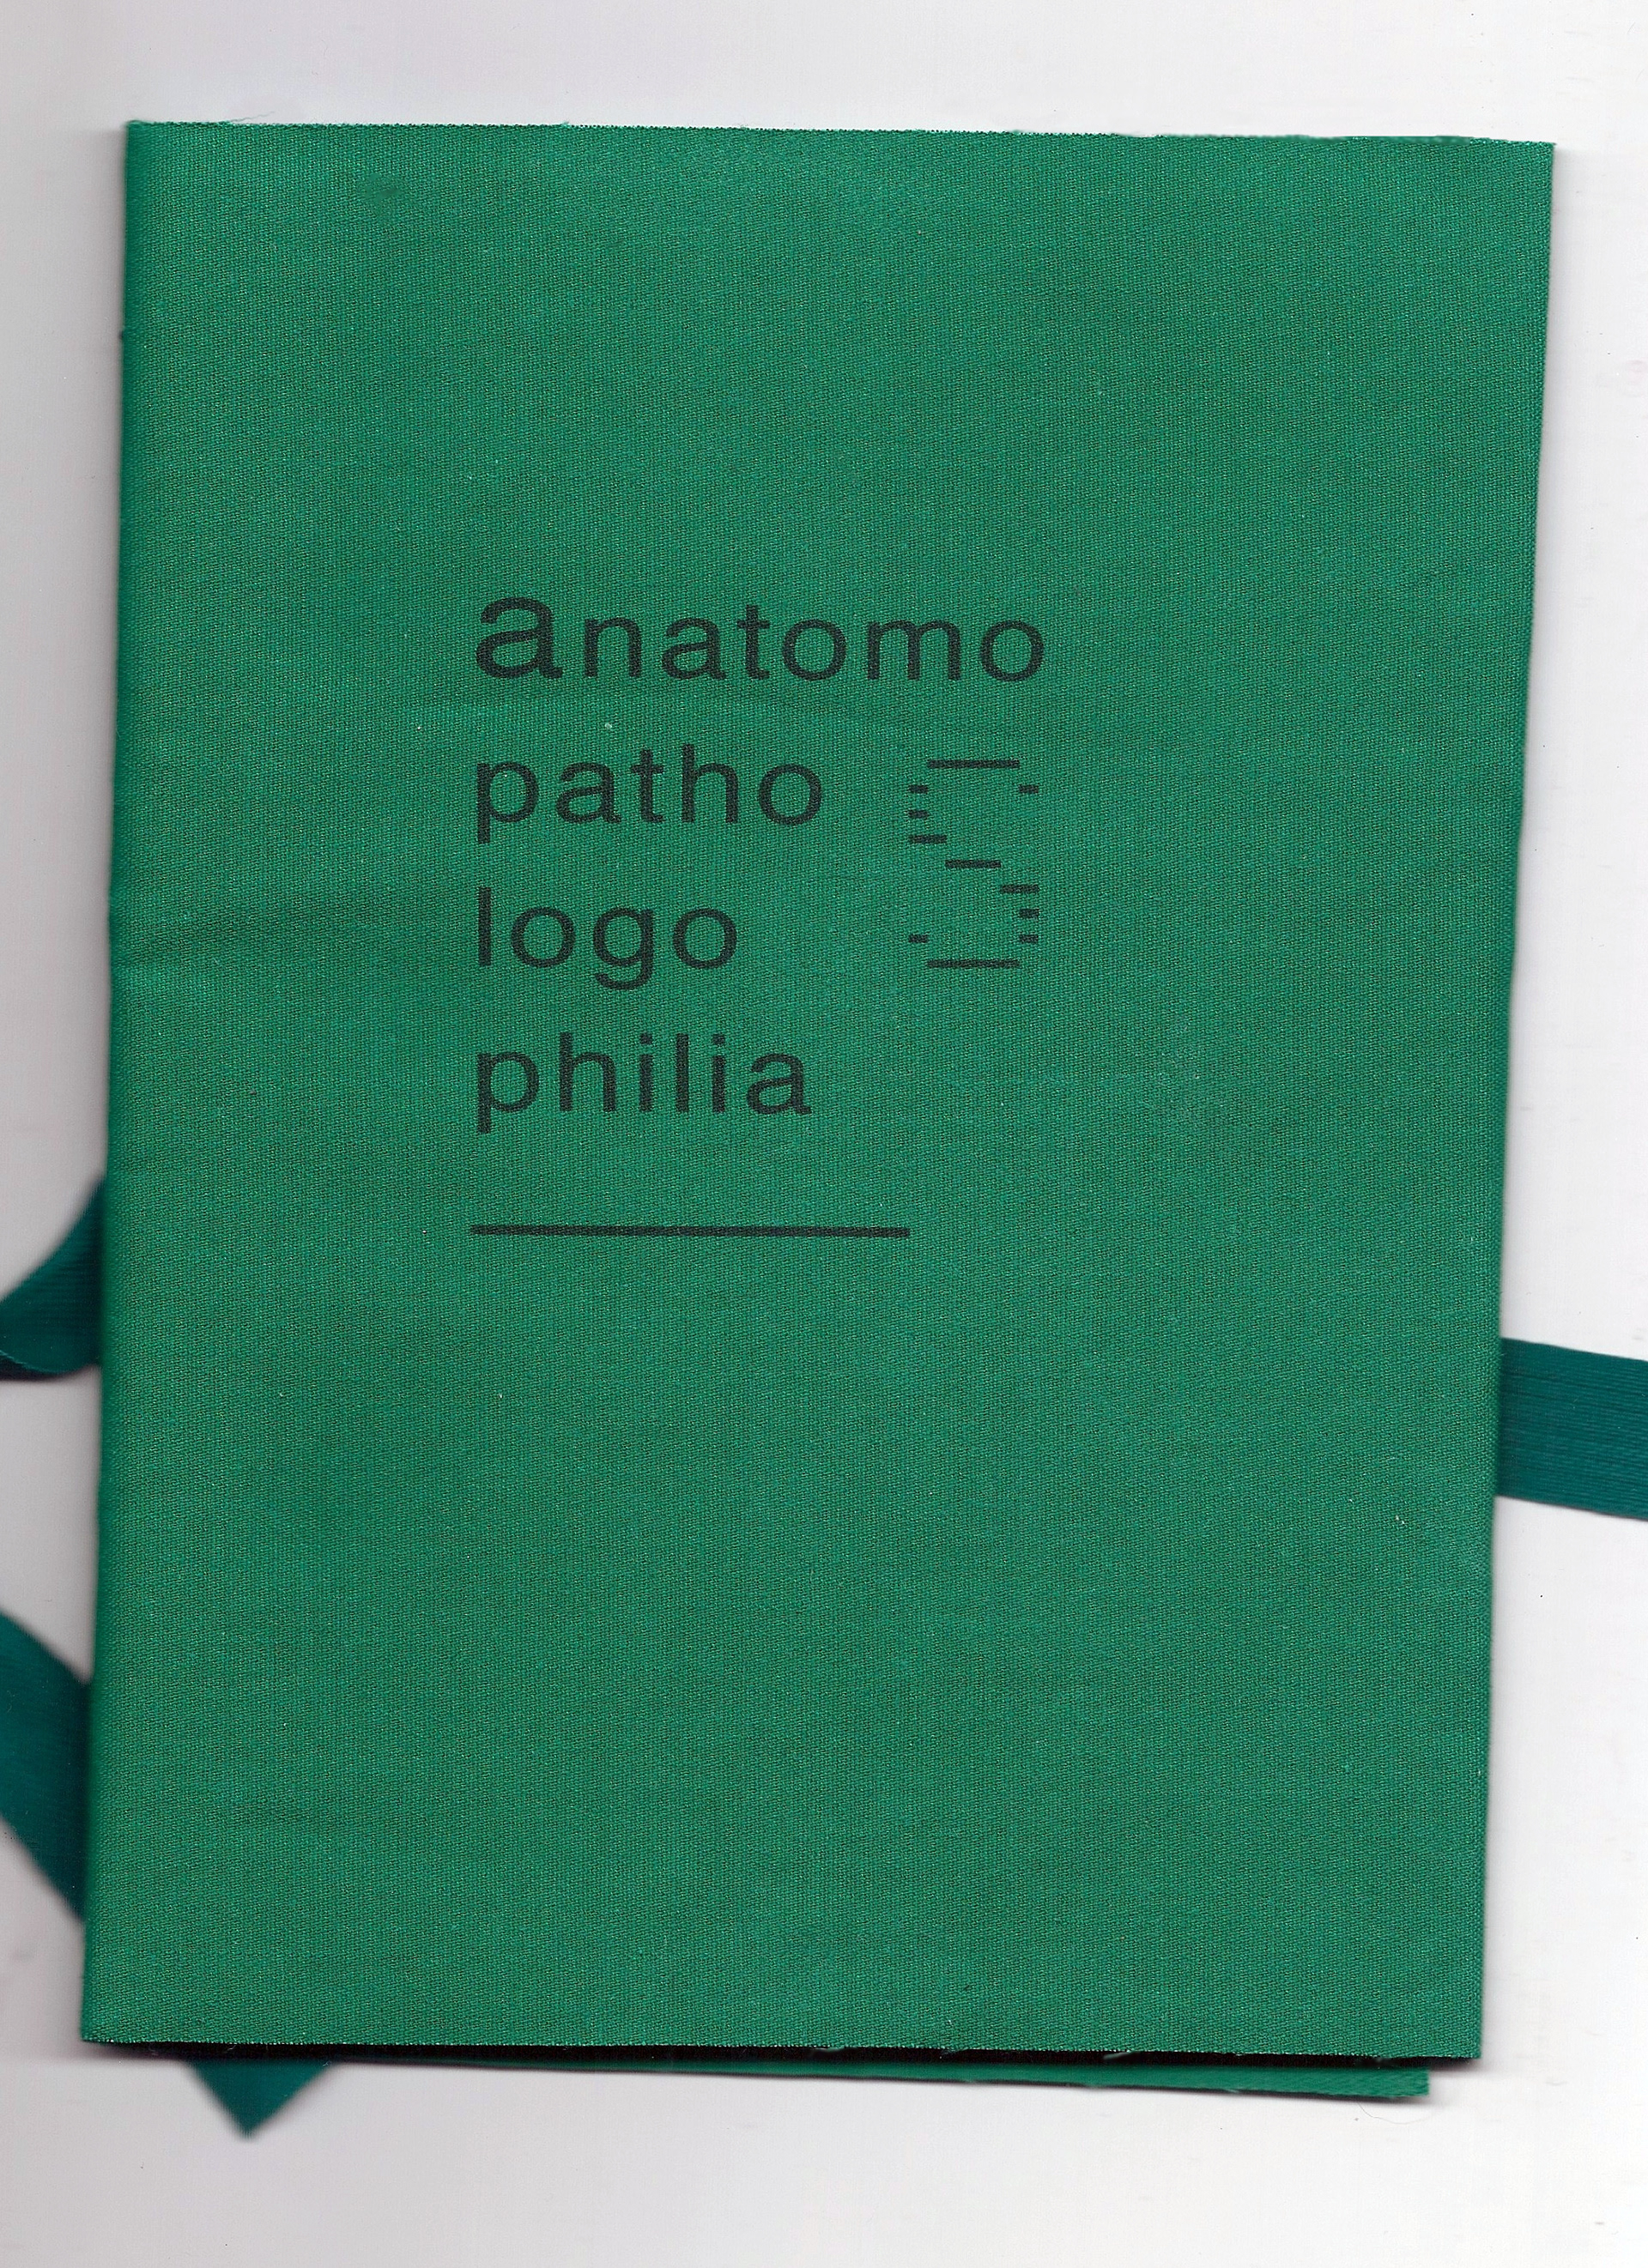 anatomo
patho S
logo
philia